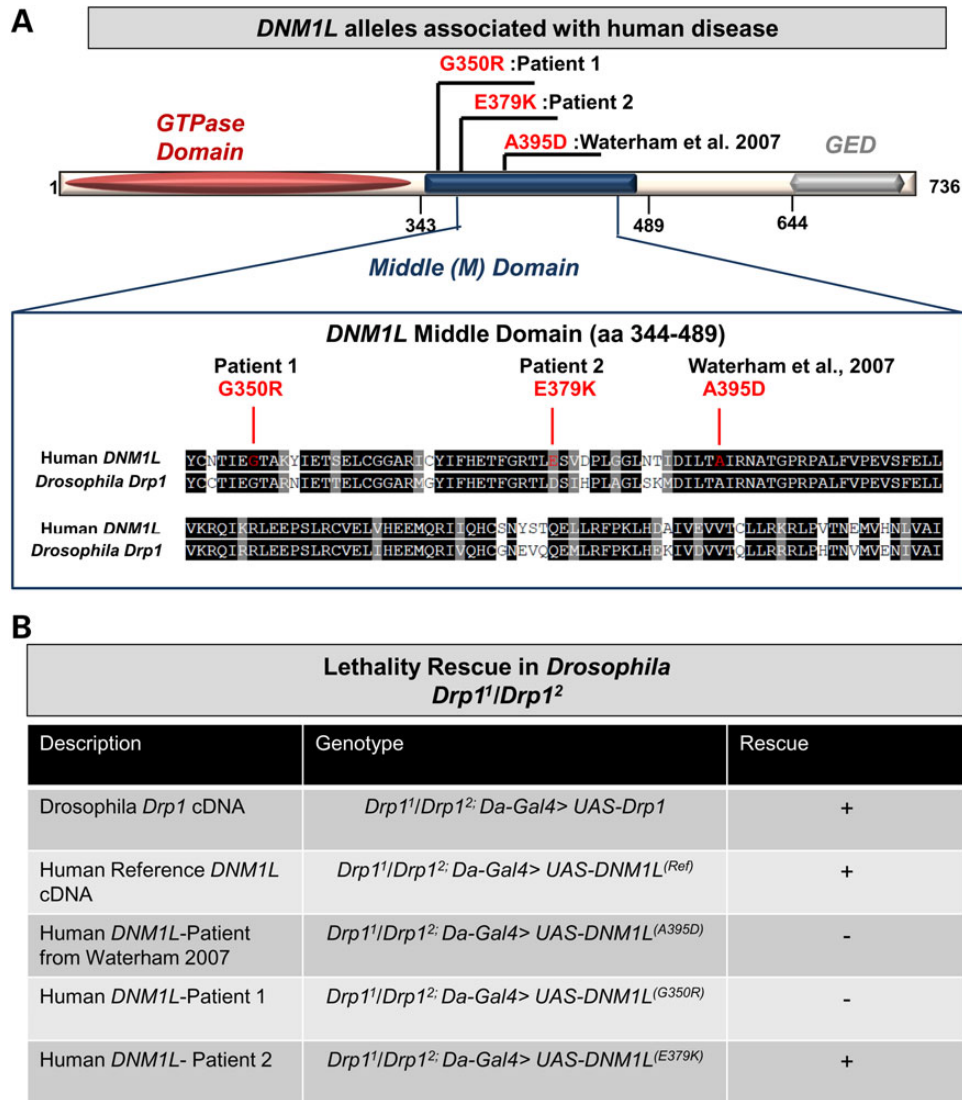 A
DNM1L alleles associated with human disease
G350R :Patient 1
E379K :Patient 2
A395D :Waterham et al. 2007
GTPase
Domain
GED
1
736
343
489
644
Middle (M) Domain
DNM1L Middle Domain (aa 344-489)
Patient 1
Patient 2
Waterham et al., 2007
G350R
E379K
A395D
Human DNM1L
YCNTIEGTAKYIETSELCGGARICYIFHETFGRTLESVDPLGGLNTIDILTAIRNATGPRPALFVPEVSFELL
Drosophila Drp1
YCCTIEGTARNIETTELCGGARMGYIFHETFGRTLDSIHPLAGLSKMDILTAIRNATGPRPALFVPEVSFELL
Human DNM1L
VKRQIKRLEEPSLRCVELVHEEMQRIIQHCSNYSTQELLRFPKLHDAIVEVVTCLLRKRLPVTNEMVHNLVAI
Drosophila Drp1
VKRQIRRLEEPSLRCVELIHEEMQRIVQHCGNEVQQEMLRFPKLHEKIVDVVTQLLRRRLPHTNVMVENIVAI
B
Lethality Rescue in Drosophila
Drp1¹/Drp1²
Description Genotype Rescue
Drosophila Drp1 cDNA Drp1¹/Drp1²; Da-Gal4> UAS-Drp1 +
Human Reference DNM1L
cDNA Drp1¹/Drp1²; Da-Gal4> UAS-DNM1L(Ref) +
Human DNM1L-Patient
from Waterham 2007 Drp1¹/Drp1²; Da-Gal4> UAS-DNM1L(A395D) -
Human DNM1L-Patient 1 Drp1¹/Drp1²; Da-Gal4> UAS-DNM1L(G350R) -
Human DNM1L- Patient 2 Drp1¹/Drp1²; Da-Gal4> UAS-DNM1L(E379K) +